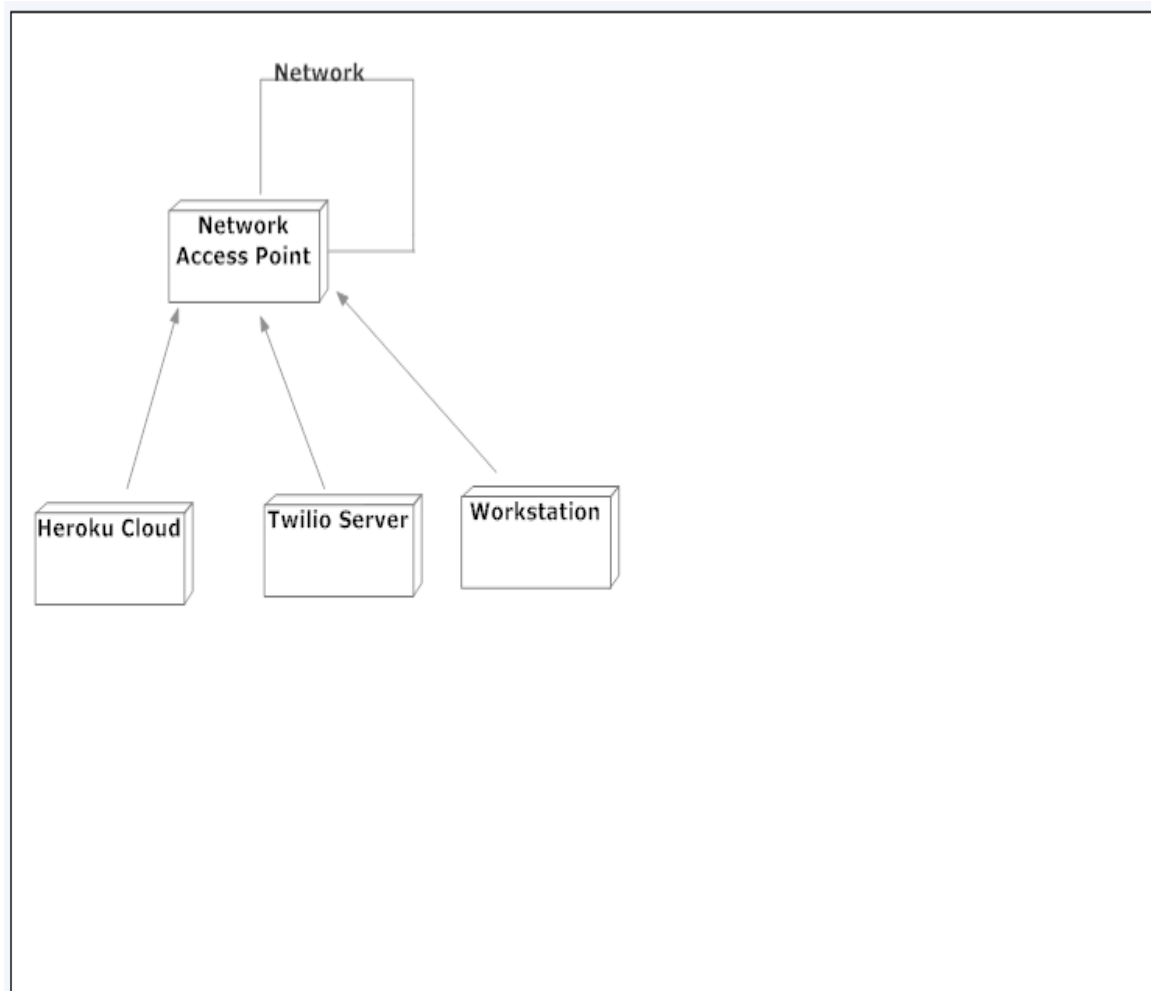 Network
Network
Access Point
Heroku Cloud
Twilio Server
Workstation